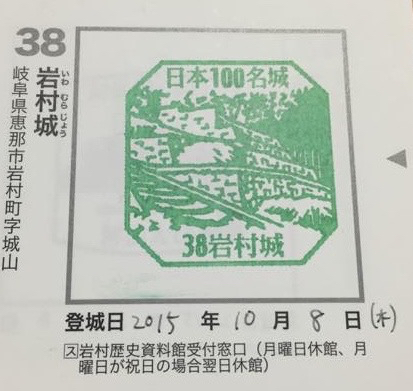 38
岩村城
いわむらじょう
岐阜県恵那市岩村町字城山
日本100名城
38岩村城
登城日 2015 年 10 月 8 日(木)
ス岩村歴史資料館受付窓口(月曜日休館、月
曜日が祝日の場合翌日休館)